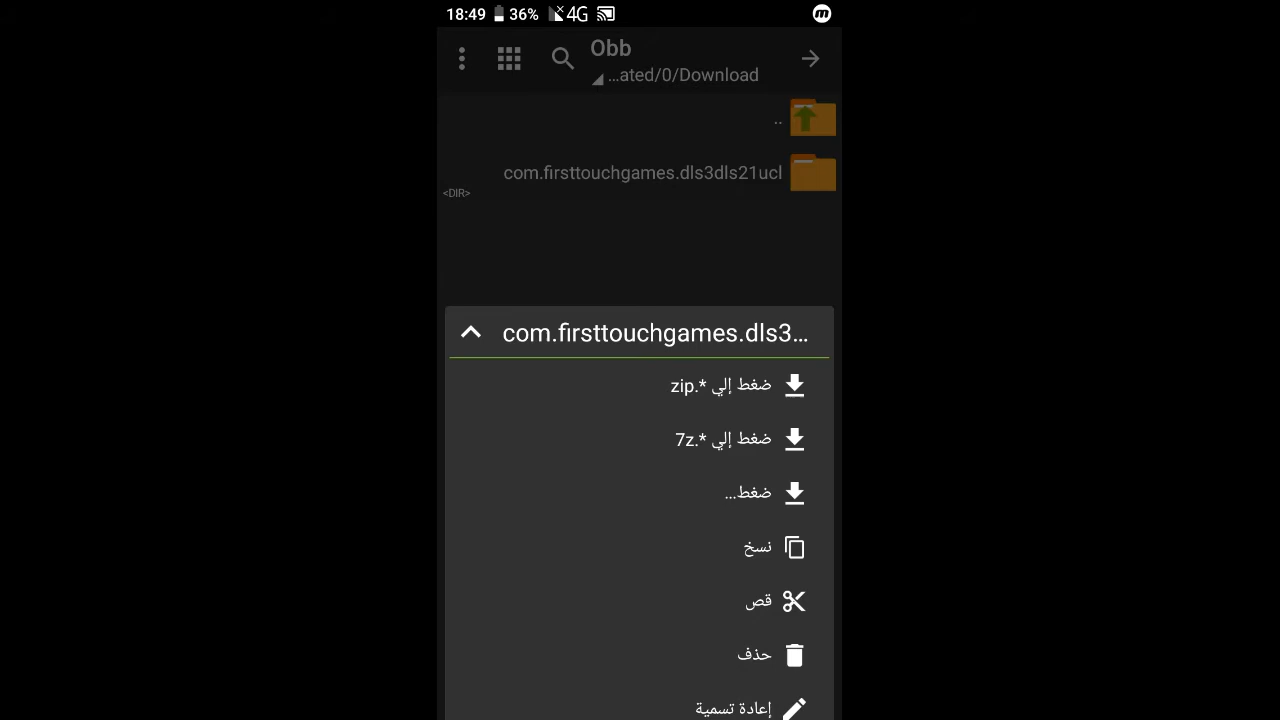 18:49 36% 4G
Obb
...ated/0/Download
..
com.firsttouchgames.dls3dls21ucl
<DIR>
com.firsttouchgames.dls3...
ضغط إلي *.zip
ضغط إلي *.7z
ضغط...
نسخ
قص
حذف
إعادة تسمية